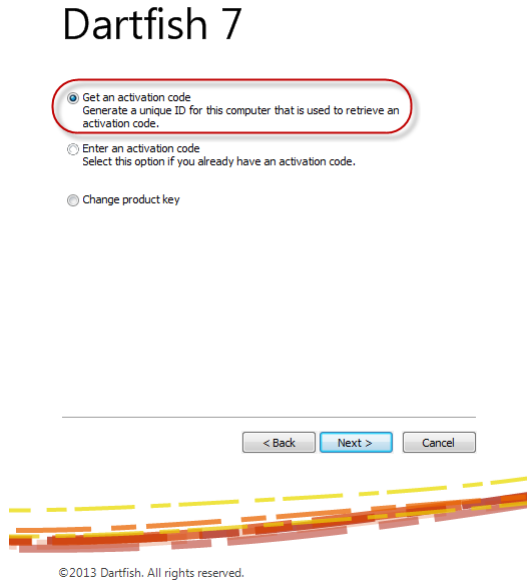 Dartfish 7
Get an activation code
Generate a unique ID for this computer that is used to retrieve an
activation code.
Enter an activation code
Select this option if you already have an activation code.
Change product key
< Back Next > Cancel
©2013 Dartfish. All rights reserved.